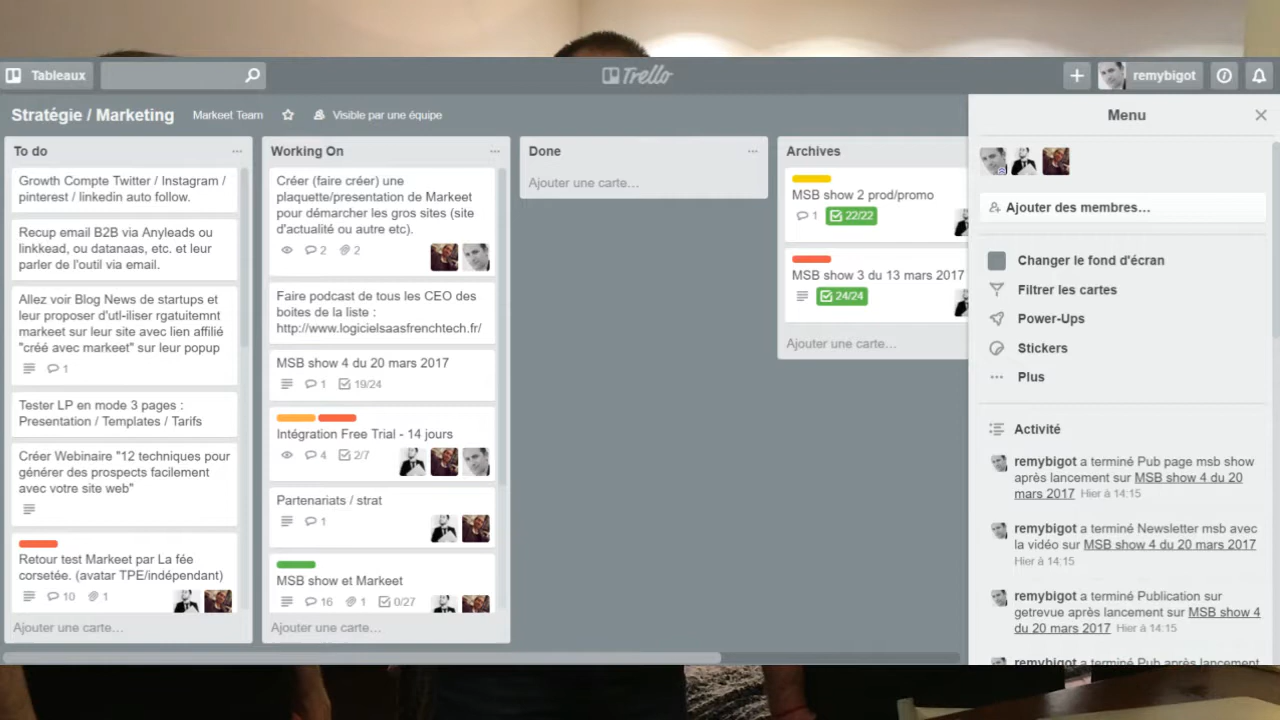 Tableaux
Trello
remybigot
Stratégie / Marketing
Markeet Team
Visible par une équipe
To do
Growth Compte Twitter / Instagram /
pinterest / linkedin auto follow.
Recup email B2B via Anyleads ou
linkkead, ou datanaas, etc. et leur
parler de l'outil via email.
Allez voir Blog News de startups et
leur proposer d'utl-iliser rgatuitemnt
markeet sur leur site avec lien affilié
"créé avec markeet" sur leur popup
1
Tester LP en mode 3 pages :
Presentation / Templates / Tarifs
Créer Webinaire "12 techniques pour
générer des prospects facilement
avec votre site web"
Retour test Markeet par La fée
corsetée. (avatar TPE/indépendant)
10 1
Ajouter une carte…
Working On
Créer (faire créer) une
plaquette/presentation de Markeet
pour démarcher les gros sites (site
d'actualité ou autre etc).
2 2
Faire podcast de tous les CEO des
boites de la liste :
http://www.logicielsaasfrenchtech.fr/
MSB show 4 du 20 mars 2017
1 19/24
Intégration Free Trial - 14 jours
4 2/7
Partenariats / strat
1
MSB show et Markeet
16 1 0/27
Ajouter une carte…
Done
Ajouter une carte…
Archives
MSB show 2 prod/promo
1 22/22
MSB show 3 du 13 mars 2017
24/24
Ajouter une carte…
Menu
Ajouter des membres…
Changer le fond d'écran
Filtrer les cartes
Power-Ups
Stickers
Plus
Activité
remybigot a terminé Pub page msb show
après lancement sur MSB show 4 du 20
mars 2017 Hier à 14:15
remybigot a terminé Newsletter msb avec
la vidéo sur MSB show 4 du 20 mars 2017
Hier à 14:15
remybigot a terminé Publication sur
getrevue après lancement sur MSB show 4
du 20 mars 2017 Hier à 14:15
remybigot a terminé Pub après lancement